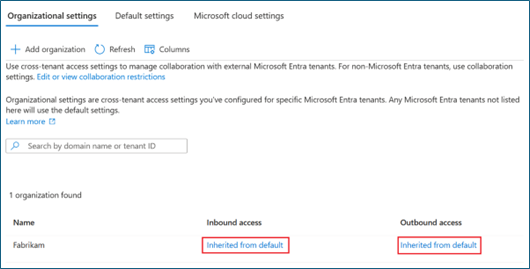 Organizational settings Default settings Microsoft cloud settings
Add organization Refresh Columns
Use cross-tenant access settings to manage collaboration with external Microsoft Entra tenants. For non-Microsoft Entra tenants, use collaboration
settings. Edit or view collaboration restrictions
Organizational settings are cross-tenant access settings you've configured for specific Microsoft Entra tenants. Any Microsoft Entra tenants not listed
here will use the default settings.
Learn more
Search by domain name or tenant ID
1 organization found
Name Inbound access Outbound access
Fabrikam Inherited from default Inherited from default